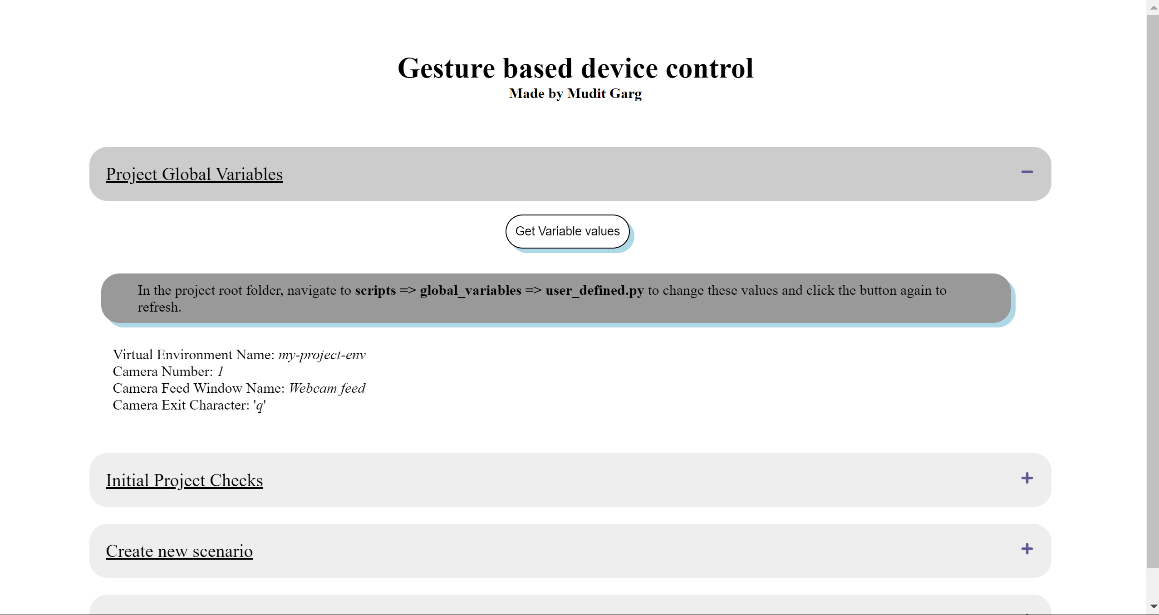 Gesture based device control
Made by Mudit Garg
Project Global Variables
Get Variable values
In the project root folder, navigate to scripts => global_variables => user_defined.py to change these values and click the button again to
refresh.
Virtual Environment Name: my-project-env
Camera Number: 1
Camera Feed Window Name: Webcam feed
Camera Exit Character: 'q'
Initial Project Checks
Create new scenario